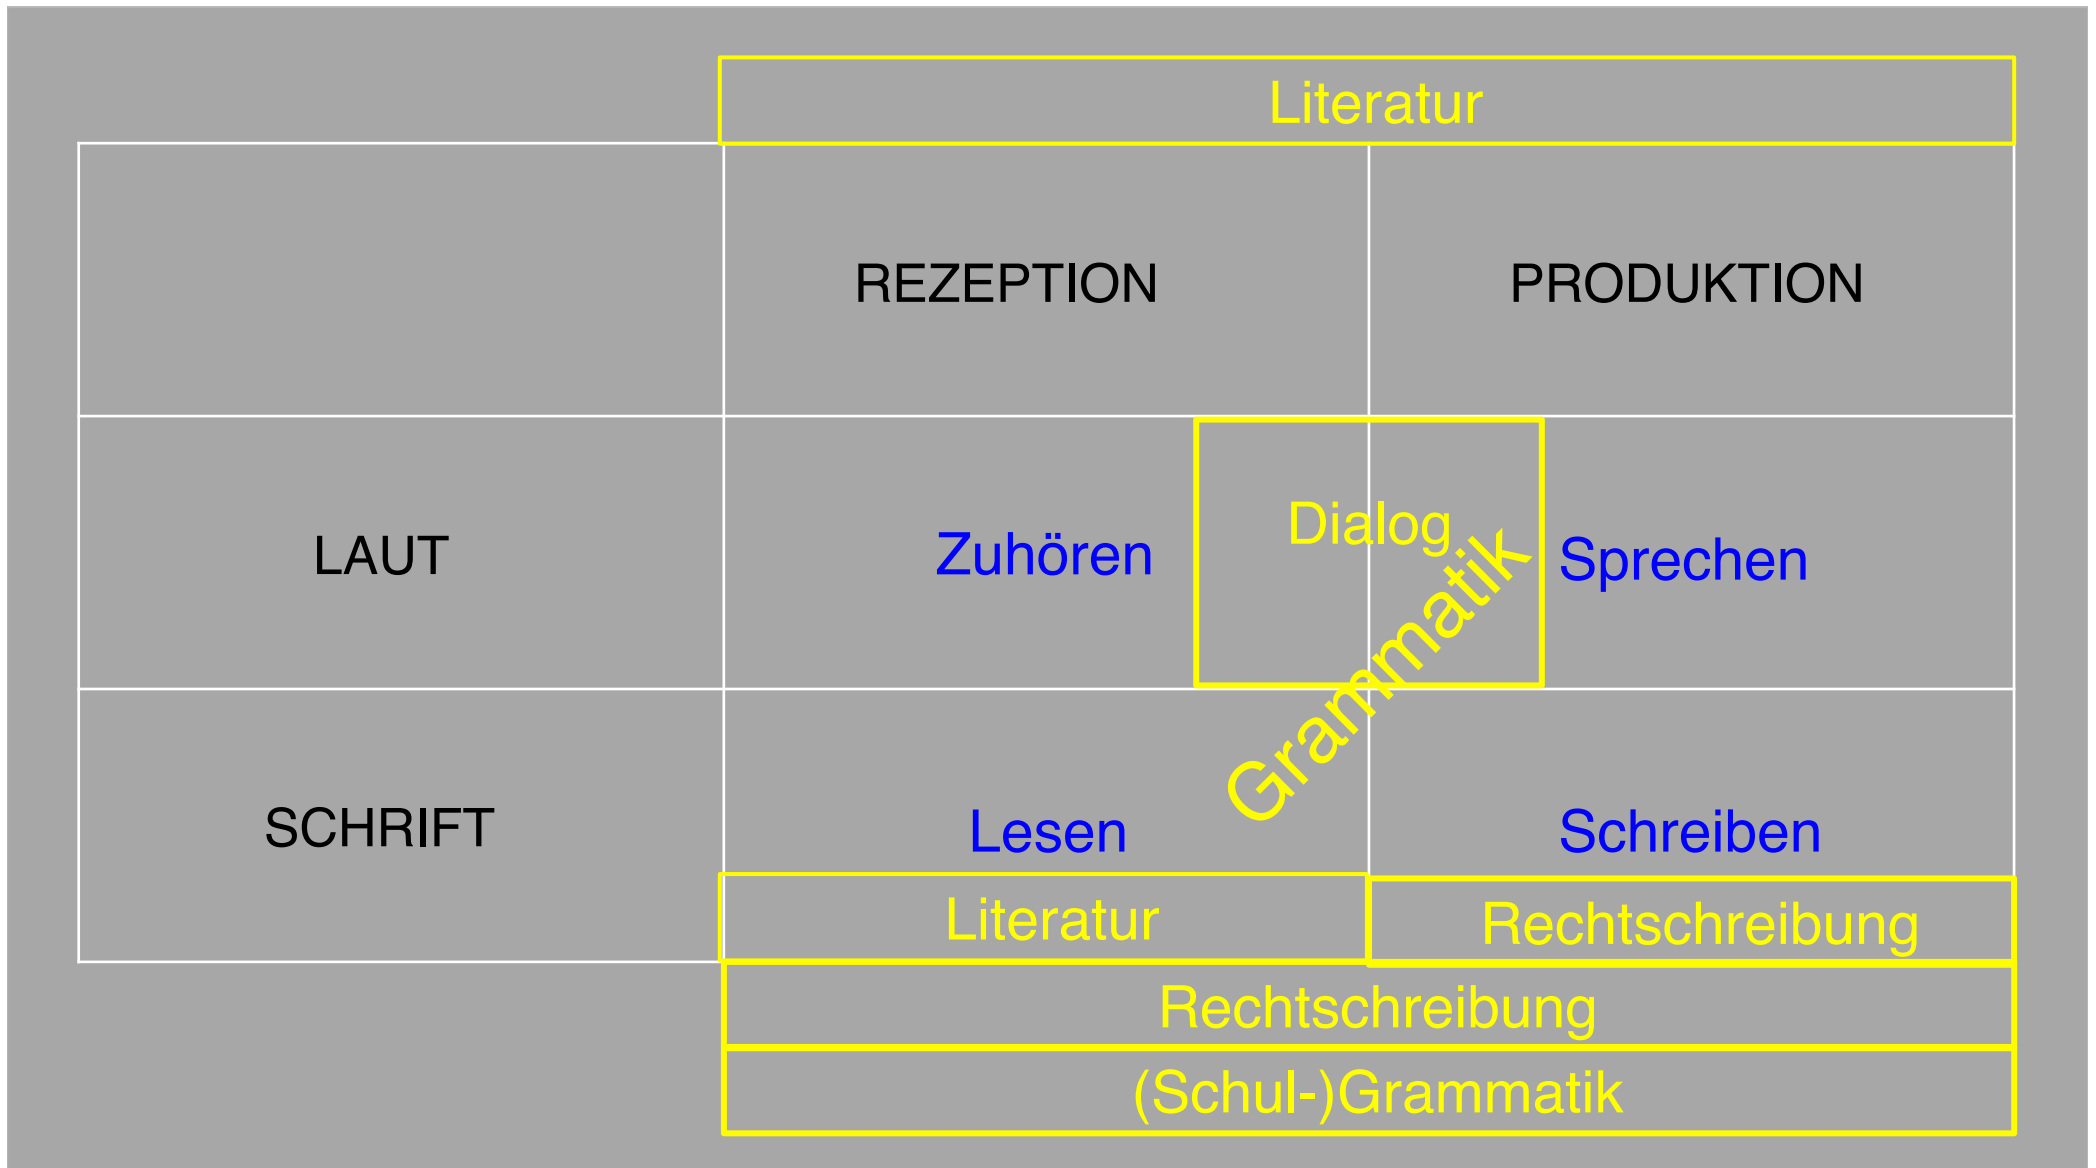 Literatur
REZEPTION
PRODUKTION
LAUT
Zuhören
Dialog
Sprechen
Grammatik
SCHRIFT
Lesen
Schreiben
Literatur
Rechtschreibung
Rechtschreibung
(Schul-)Grammatik